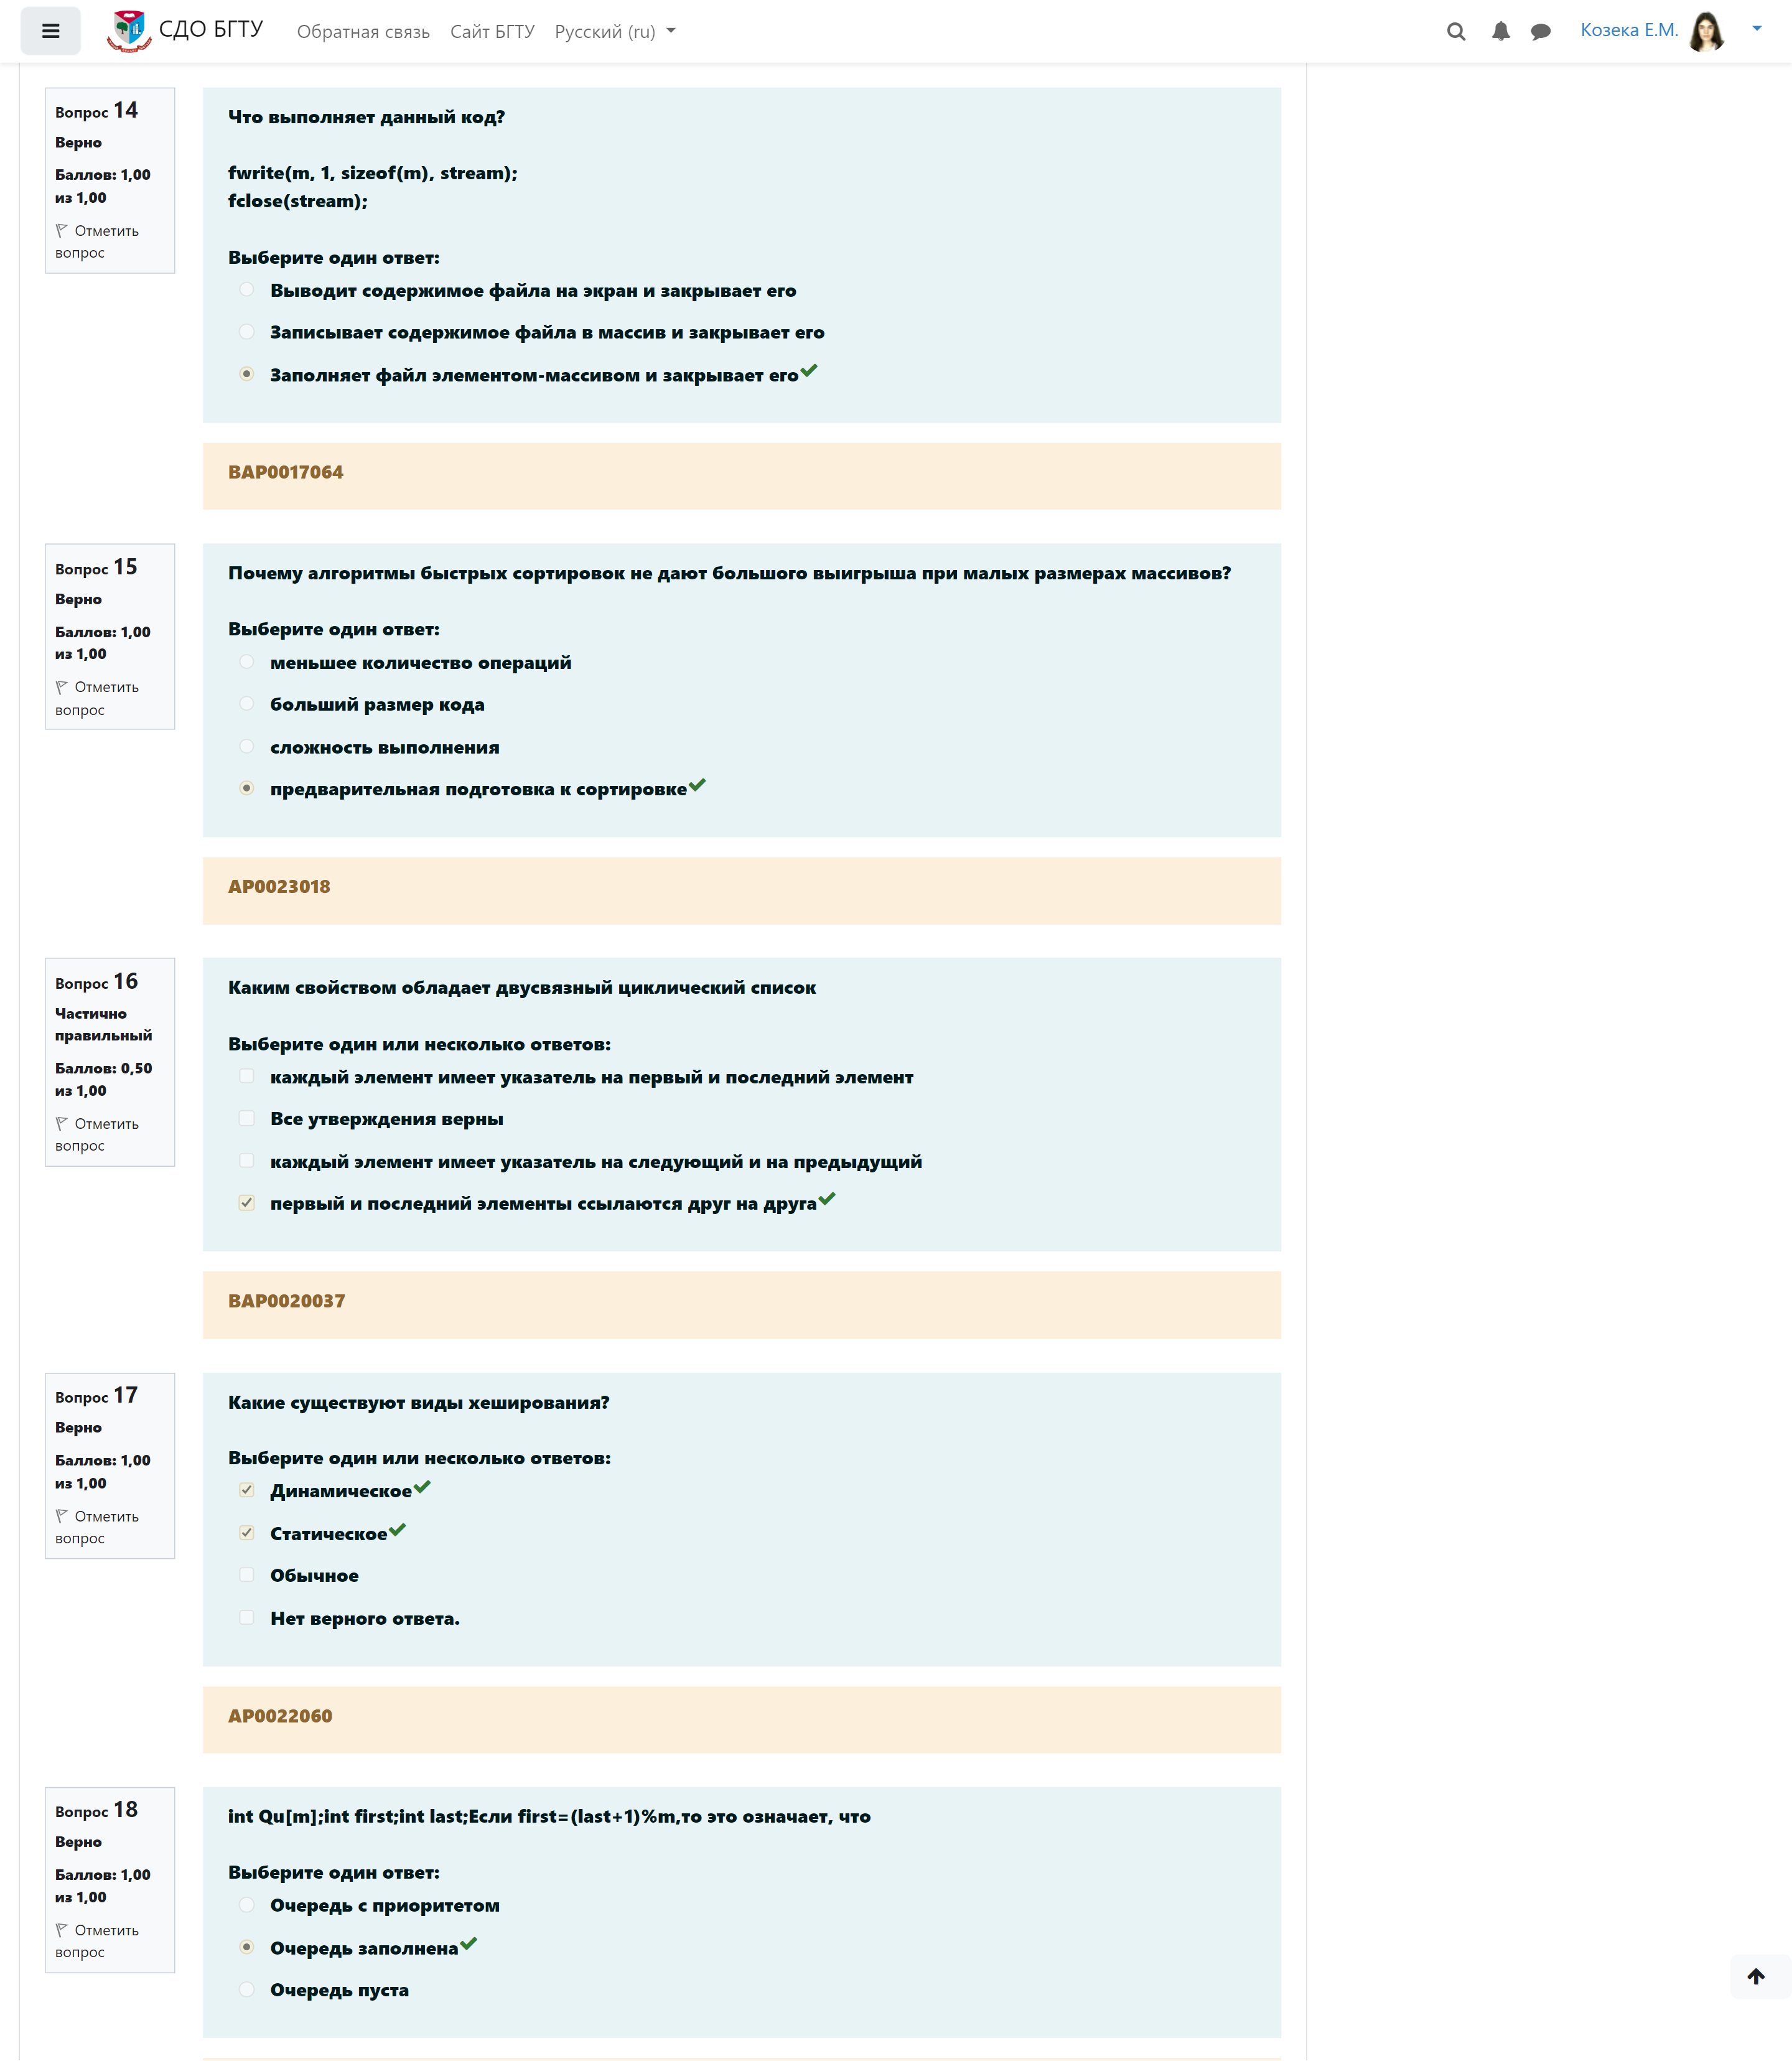 СДО БГТУ Обратная связь Сайт БГТУ Русский (ru) Козека Е.М.
Вопрос 14
Верно
Баллов: 1,00
из 1,00
Отметить
вопрос
Что выполняет данный код?
fwrite(m, 1, sizeof(m), stream);
fclose(stream);
Выберите один ответ:
Выводит содержимое файла на экран и закрывает его
Записывает содержимое файла в массив и закрывает его
Заполняет файл элементом-массивом и закрывает его
BAP0017064
Вопрос 15
Верно
Баллов: 1,00
из 1,00
Отметить
вопрос
Почему алгоритмы быстрых сортировок не дают большого выигрыша при малых размерах массивов?
Выберите один ответ:
меньшее количество операций
больший размер кода
сложность выполнения
предварительная подготовка к сортировке
AP0023018
Вопрос 16
Частично
правильный
Баллов: 0,50
из 1,00
Отметить
вопрос
Каким свойством обладает двусвязный циклический список
Выберите один или несколько ответов:
каждый элемент имеет указатель на первый и последний элемент
Все утверждения верны
каждый элемент имеет указатель на следующий и на предыдущий
первый и последний элементы ссылаются друг на друга
BAP0020037
Вопрос 17
Верно
Баллов: 1,00
из 1,00
Отметить
вопрос
Какие существуют виды хеширования?
Выберите один или несколько ответов:
Динамическое
Статическое
Обычное
Нет верного ответа.
AP0022060
Вопрос 18
Верно
Баллов: 1,00
из 1,00
Отметить
вопрос
int Qu[m];int first;int last;Если first=(last+1)%m,то это означает, что
Выберите один ответ:
Очередь с приоритетом
Очередь заполнена
Очередь пуста